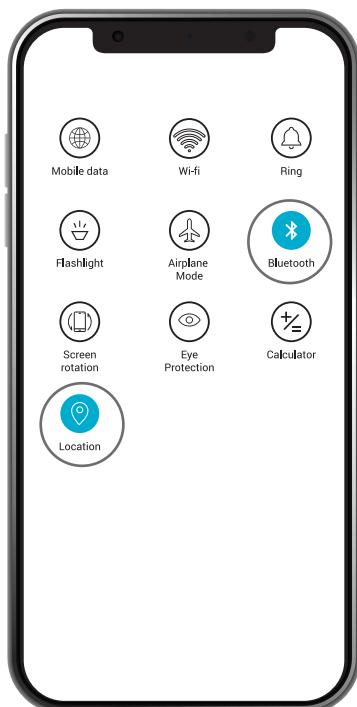 Mobile data
Wi-fi
Ring
Flashlight
Airplane
Mode
Bluetooth
Screen
rotation
Eye
Protection
Calculator
Location